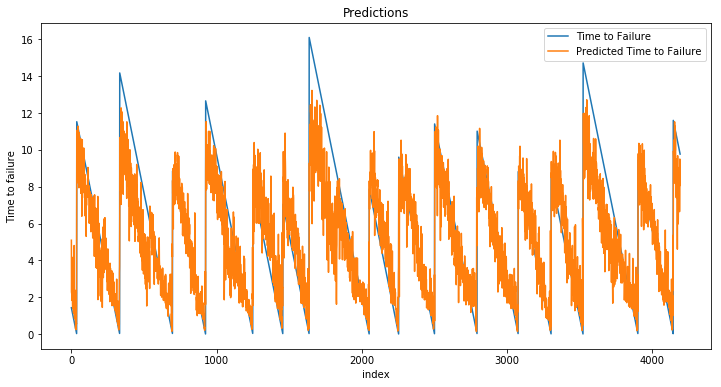 Predictions
Time to Failure
Predicted Time to Failure
Time to failure
16
14
12
10
8
6
4
2
0
0 1000 2000 3000 4000
index